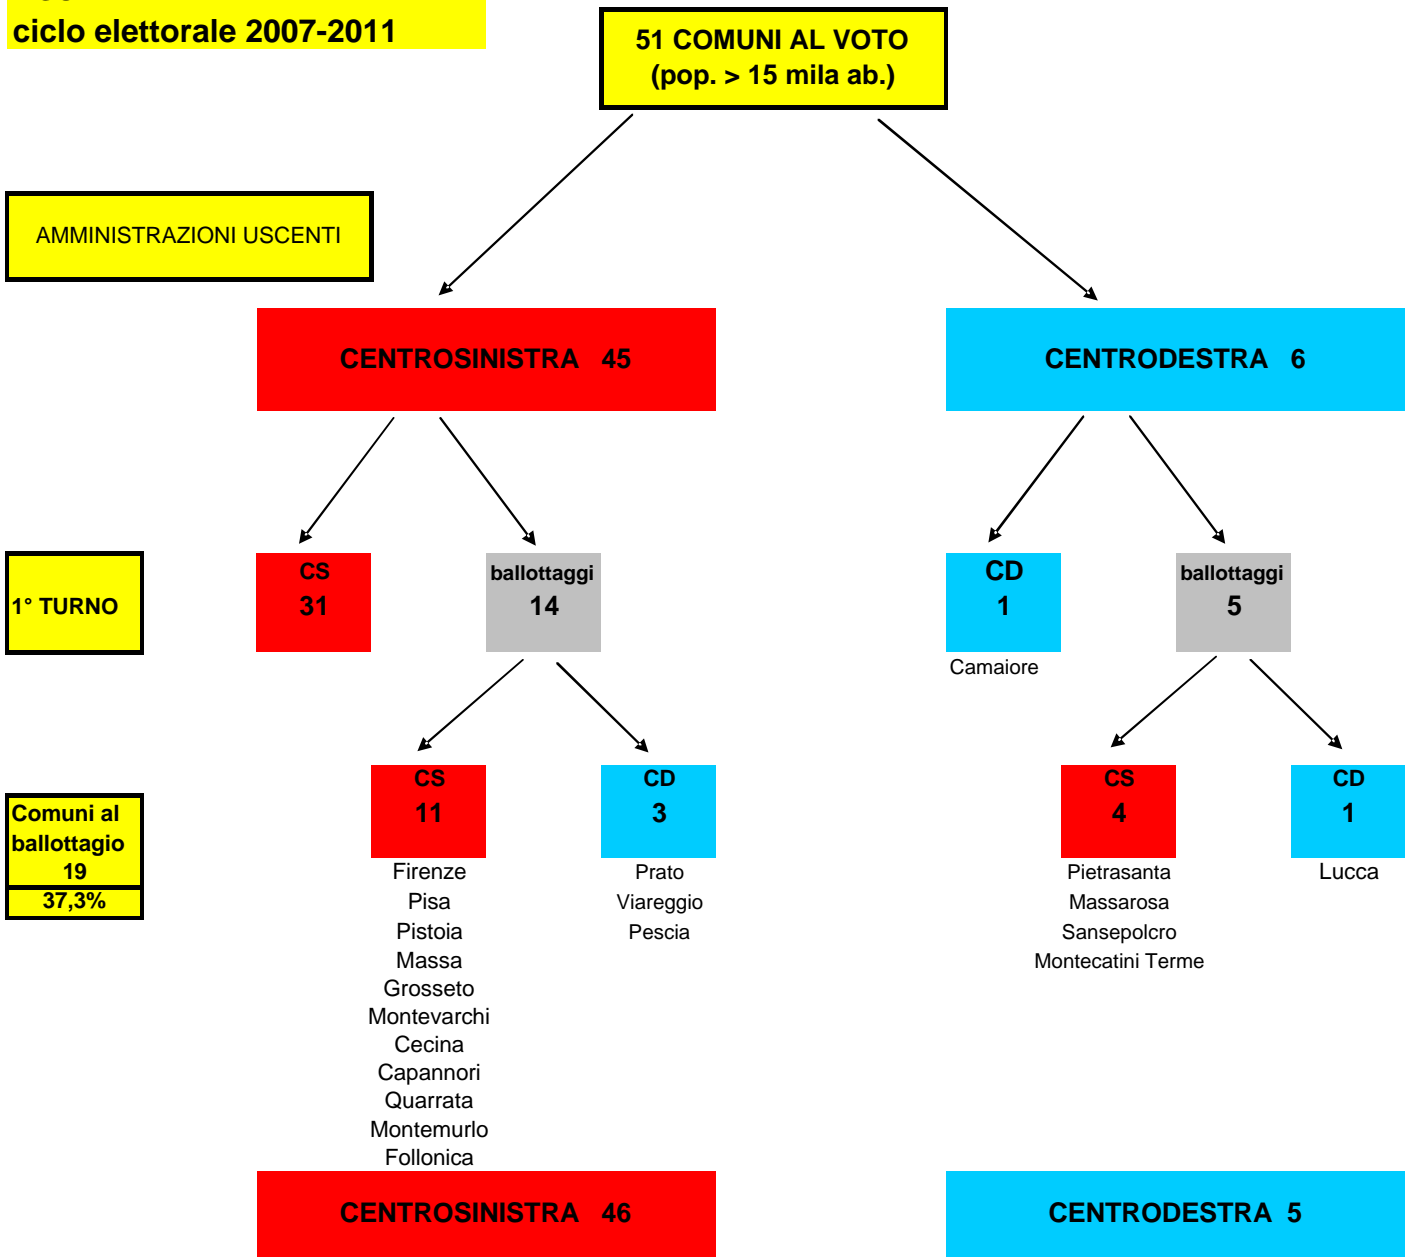 ciclo elettorale 2007-2011
51 COMUNI AL VOTO
(pop. > 15 mila ab.)
AMMINISTRAZIONI USCENTI
CENTROSINISTRA 45
CENTRODESTRA 6
1° TURNO
CS
31
ballottaggi
14
CD
1
Camaiore
ballottaggi
5
Comuni al
ballottagio
19
37,3%
CS
11
Firenze
Pisa
Pistoia
Massa
Grosseto
Montevarchi
Cecina
Capannori
Quarrata
Montemurlo
Follonica
CD
3
Prato
Viareggio
Pescia
CS
4
Pietrasanta
Massarosa
Sansepolcro
Montecatini Terme
CD
1
Lucca
CENTROSINISTRA 46
CENTRODESTRA 5